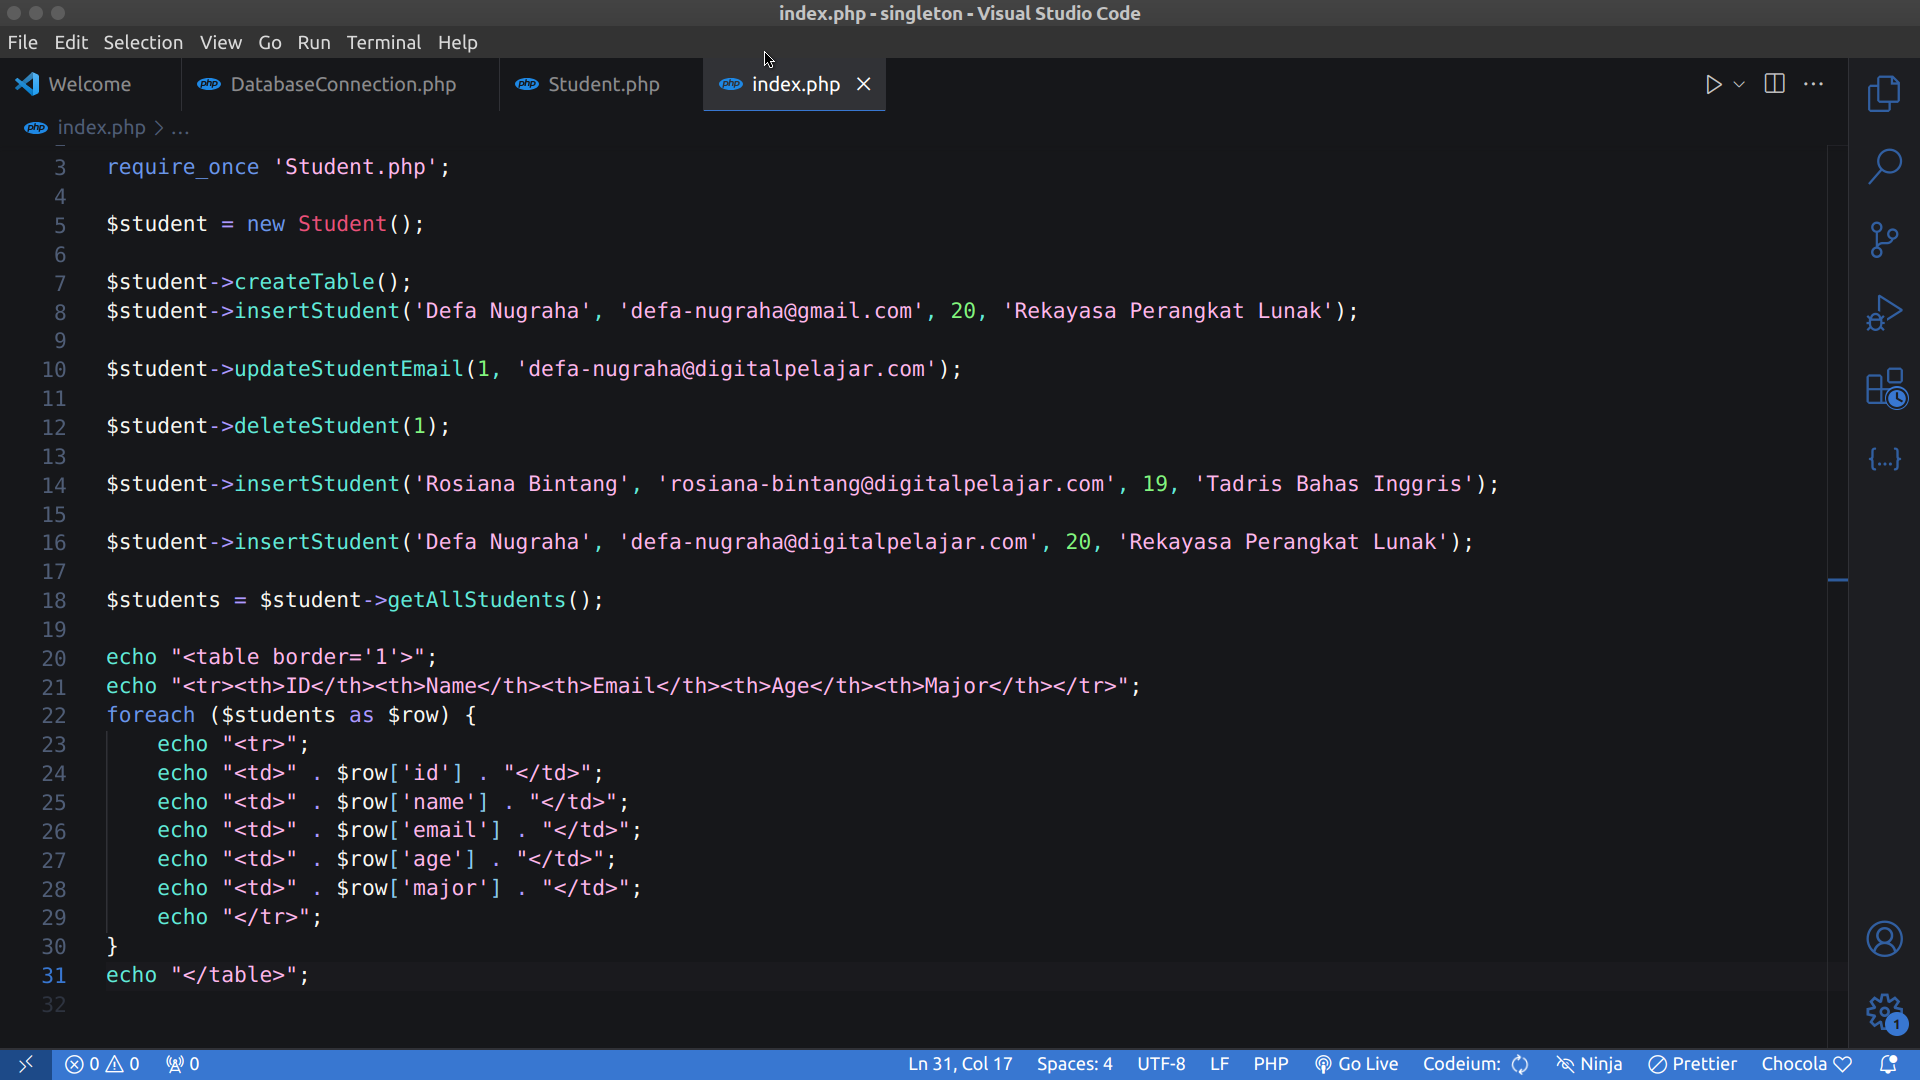 index.php - singleton - Visual Studio Code
File Edit Selection View Go Run Terminal Help
Welcome php DatabaseConnection.php php Student.php php index.php
php index.php > ...
3 require_once 'Student.php';
4
5 $student = new Student();
6
7 $student->createTable();
8 $student->insertStudent('Defa Nugraha', 'defa-nugraha@gmail.com', 20, 'Rekayasa Perangkat Lunak');
9
10 $student->updateStudentEmail(1, 'defa-nugraha@digitalpelajar.com');
11
12 $student->deleteStudent(1);
13
14 $student->insertStudent('Rosiana Bintang', 'rosiana-bintang@digitalpelajar.com', 19, 'Tadris Bahas Inggris');
15
16 $student->insertStudent('Defa Nugraha', 'defa-nugraha@digitalpelajar.com', 20, 'Rekayasa Perangkat Lunak');
17
18 $students = $student->getAllStudents();
19
20 echo "<table border='1'>";
21 echo "<tr><th>ID</th><th>Name</th><th>Email</th><th>Age</th><th>Major</th></tr>";
22 foreach ($students as $row) {
23     echo "<tr>";
24     echo "<td>" . $row['id'] . "</td>";
25     echo "<td>" . $row['name'] . "</td>";
26     echo "<td>" . $row['email'] . "</td>";
27     echo "<td>" . $row['age'] . "</td>";
28     echo "<td>" . $row['major'] . "</td>";
29     echo "</tr>";
30 }
31 echo "</table>";
32
{...}
1
0 0 0 Ln 31, Col 17 Spaces: 4 UTF-8 LF PHP Go Live Codeium: Ninja Prettier Chocola